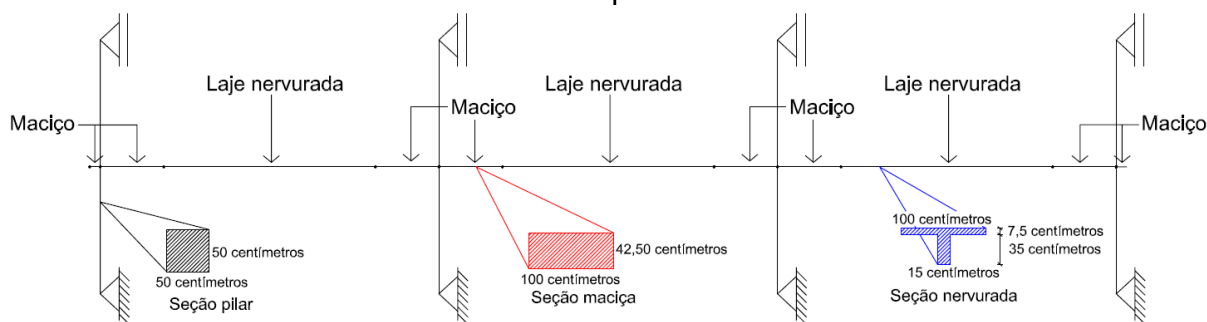 Laje nervurada
Laje nervurada
Laje nervurada
Maciço
Maciço
Maciço
Maciço
50 centímetros
50 centímetros
Seção pilar
42,50 centímetros
100 centímetros
Seção maciça
100 centímetros
7,5 centímetros
35 centímetros
15 centímetros
Seção nervurada